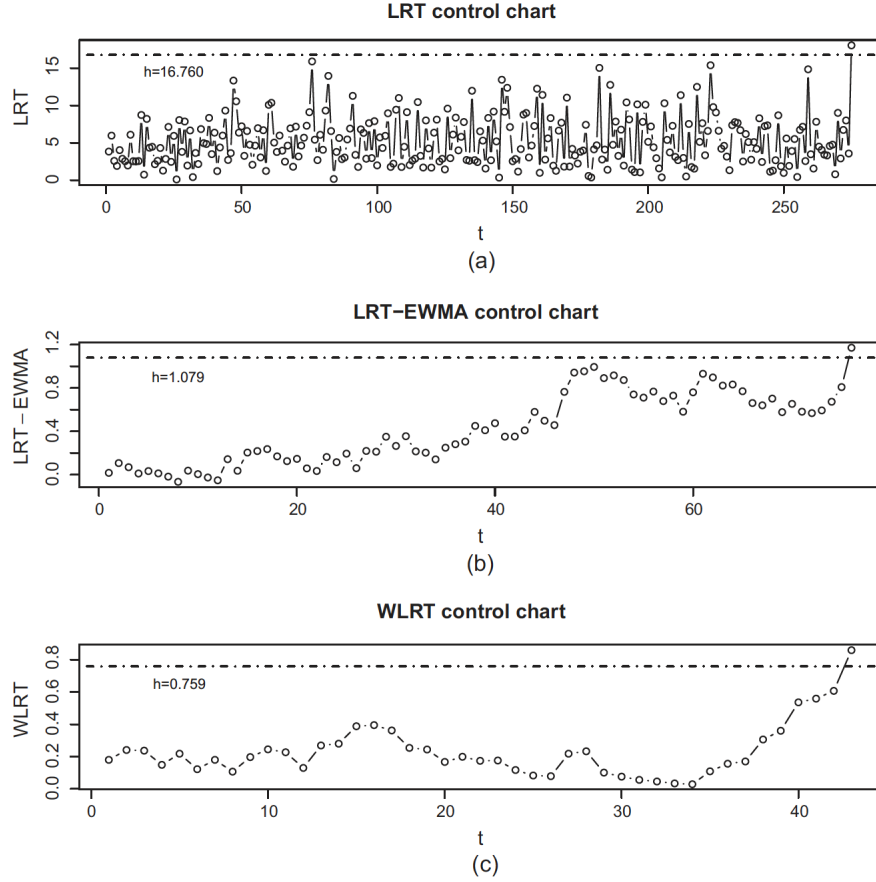 LRT control chart
LRT
15
10
5
0
h=16.760
0 50 100 150 200 250
t
(a)
LRT−EWMA control chart
LRT−EWMA
1.2
0.8
0.4
0.0
h=1.079
0 20 40 60
t
(b)
WLRT control chart
WLRT
0.8
0.6
0.4
0.2
0.0
h=0.759
0 10 20 30 40
t
(c)